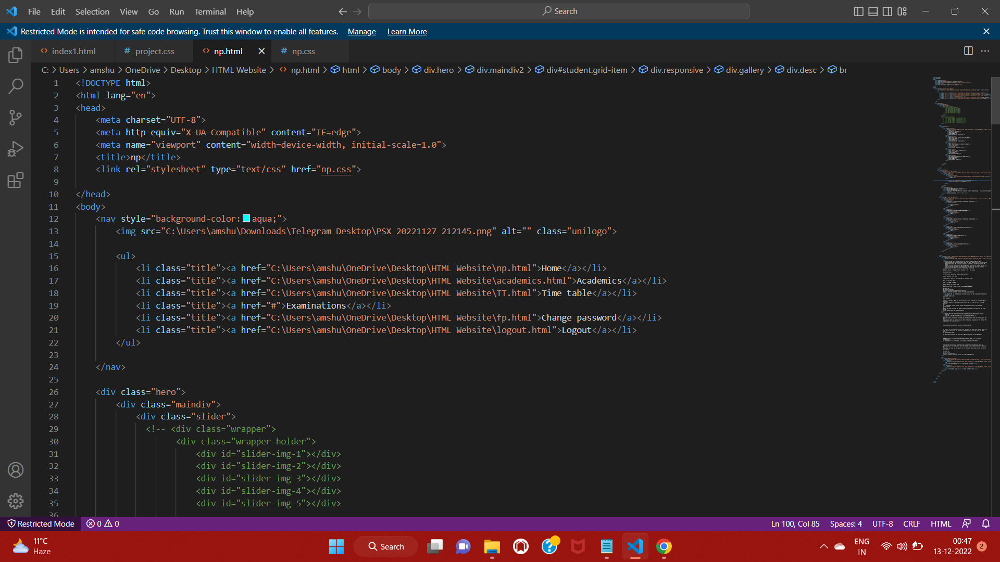 File Edit Selection View Go Run Terminal Help
Search
Restricted Mode is intended for safe code browsing. Trust this window to enable all features. Manage Learn More
index1.html
project.css
np.html
np.css
C: > Users > amshu > OneDrive > Desktop > HTML Website > np.html > html > body > div.hero > div.maindiv2 > div#student.grid-item > div.responsive > div.gallery > div.desc > br
1 <!DOCTYPE html>
2 <html lang="en">
3 <head>
4 <meta charset="UTF-8">
5 <meta http-equiv="X-UA-Compatible" content="IE=edge">
6 <meta name="viewport" content="width=device-width, initial-scale=1.0">
7 <title>np</title>
8 <link rel="stylesheet" type="text/css" href="np.css">
9
10 </head>
11 <body>
12 <nav style="background-color: aqua;">
13 <img src="C:\Users\amshu\Downloads\Telegram Desktop\PSX_20221127_212145.png" alt="" class="unilogo">
14
15 <ul>
16 <li class="title"><a href="C:\Users\amshu\OneDrive\Desktop\HTML Website\np.html">Home</a></li>
17 <li class="title"><a href="C:\Users\amshu\OneDrive\Desktop\HTML Website\academics.html">Academics</a></li>
18 <li class="title"><a href="C:\Users\amshu\OneDrive\Desktop\HTML Website\TT.html">Time table</a></li>
19 <li class="title"><a href="#">Examinations</a></li>
20 <li class="title"><a href="C:\Users\amshu\OneDrive\Desktop\HTML Website\fp.html">Change password</a></li>
21 <li class="title"><a href="C:\Users\amshu\OneDrive\Desktop\HTML Website\logout.html">Logout</a></li>
22 </ul>
23
24 </nav>
25
26 <div class="hero">
27 <div class="maindiv">
28 <div class="slider">
29 <!-- <div class="wrapper">
30 <div class="wrapper-holder">
31 <div id="slider-img-1"></div>
32 <div id="slider-img-2"></div>
33 <div id="slider-img-3"></div>
34 <div id="slider-img-4"></div>
35 <div id="slider-img-5"></div>
36
Restricted Mode 0 0 Ln 100, Col 85 Spaces: 4 UTF-8 CRLF HTML
11°C
Haze
Search
ENG
IN
00:47
13-12-2022
2